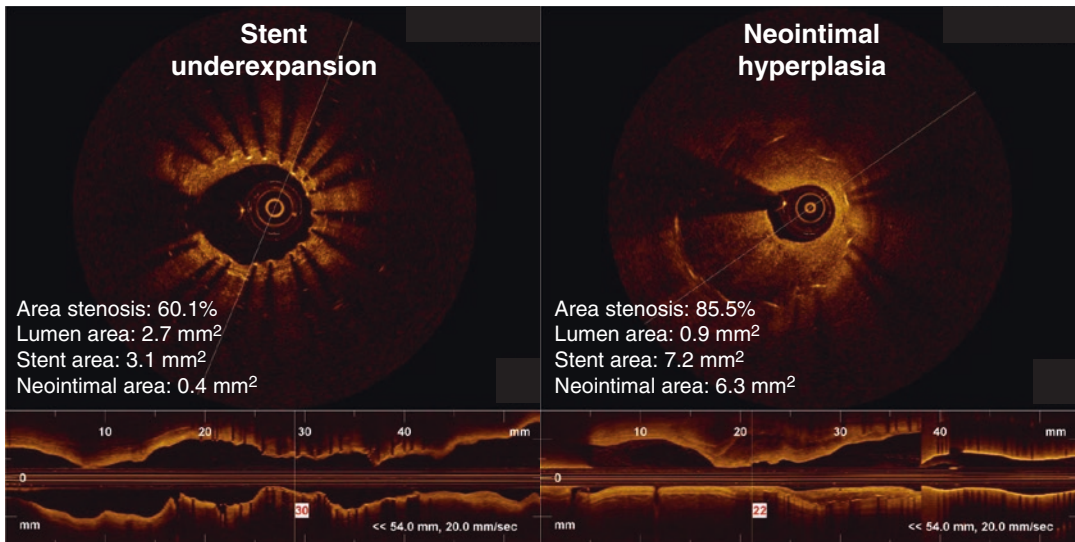 Stent
underexpansion
Area stenosis: 60.1%
Lumen area: 2.7 mm²
Stent area: 3.1 mm²
Neointimal area: 0.4 mm²
10 20 30 40 mm
0
30
mm
<< 54.0 mm, 20.0 mm/sec
Neointimal
hyperplasia
Area stenosis: 85.5%
Lumen area: 0.9 mm²
Stent area: 7.2 mm²
Neointimal area: 6.3 mm²
10 20 30 40 mm
0
22
mm
<< 54.0 mm, 20.0 mm/sec